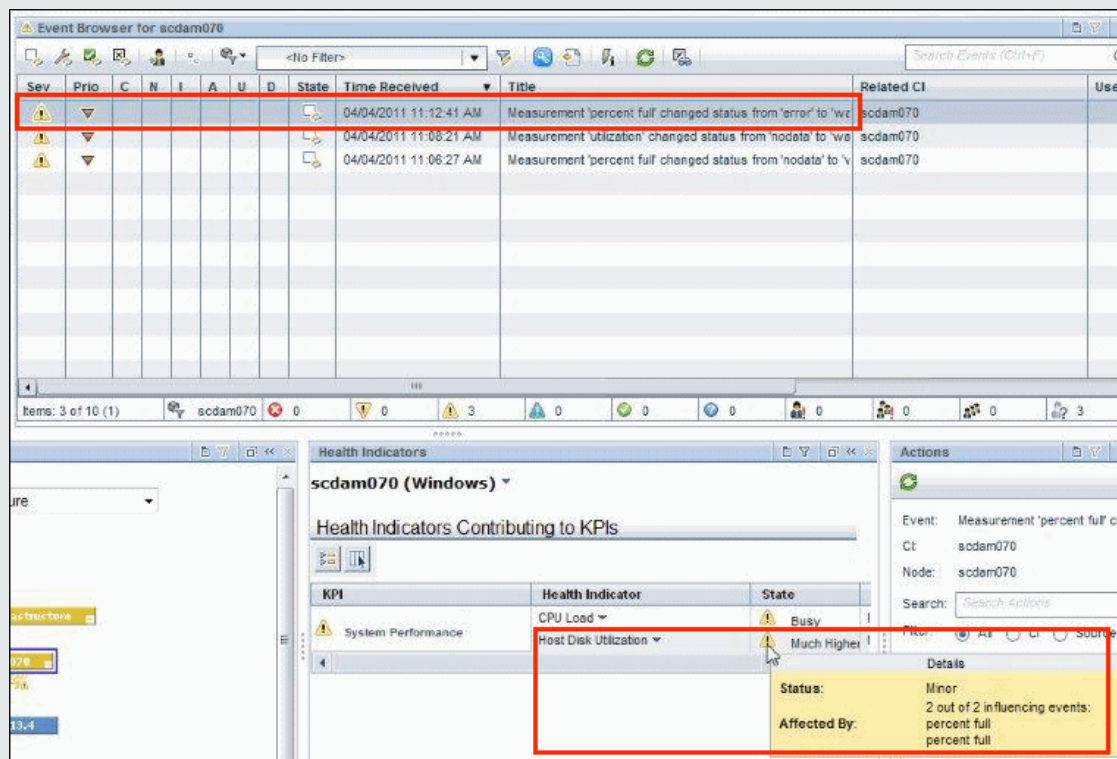 Event Browser for scdam070
<No Filter>
Search Events (Ctrl+F)
Sev Prio C N I A U D State Time Received Title Related CI Use
04/04/2011 11:12:41 AM Measurement 'percent full' changed status from 'error' to 'wa scdam070
04/04/2011 11:08:21 AM Measurement 'utilization' changed status from 'nodata' to 'wa scdam070
04/04/2011 11:06:27 AM Measurement 'percent full' changed status from 'nodata' to 'v scdam070
Items: 3 of 10 (1) scdam070 0 0 3 0 0 0 0 0 0 3
Health Indicators
Actions
scdam070 (Windows)
ure
Health Indicators Contributing to KPIs
Event: Measurement 'percent full' c
CI: scdam070
Node: scdam070
KPI Health Indicator State
Search: Search Actions
astructure
CPU Load Busy
System Performance
Filter: All CI Source
Host Disk Utilization Much Higher
070
Details
Status: Minor
2 out of 2 influencing events:
13.4
Affected By: percent full
percent full